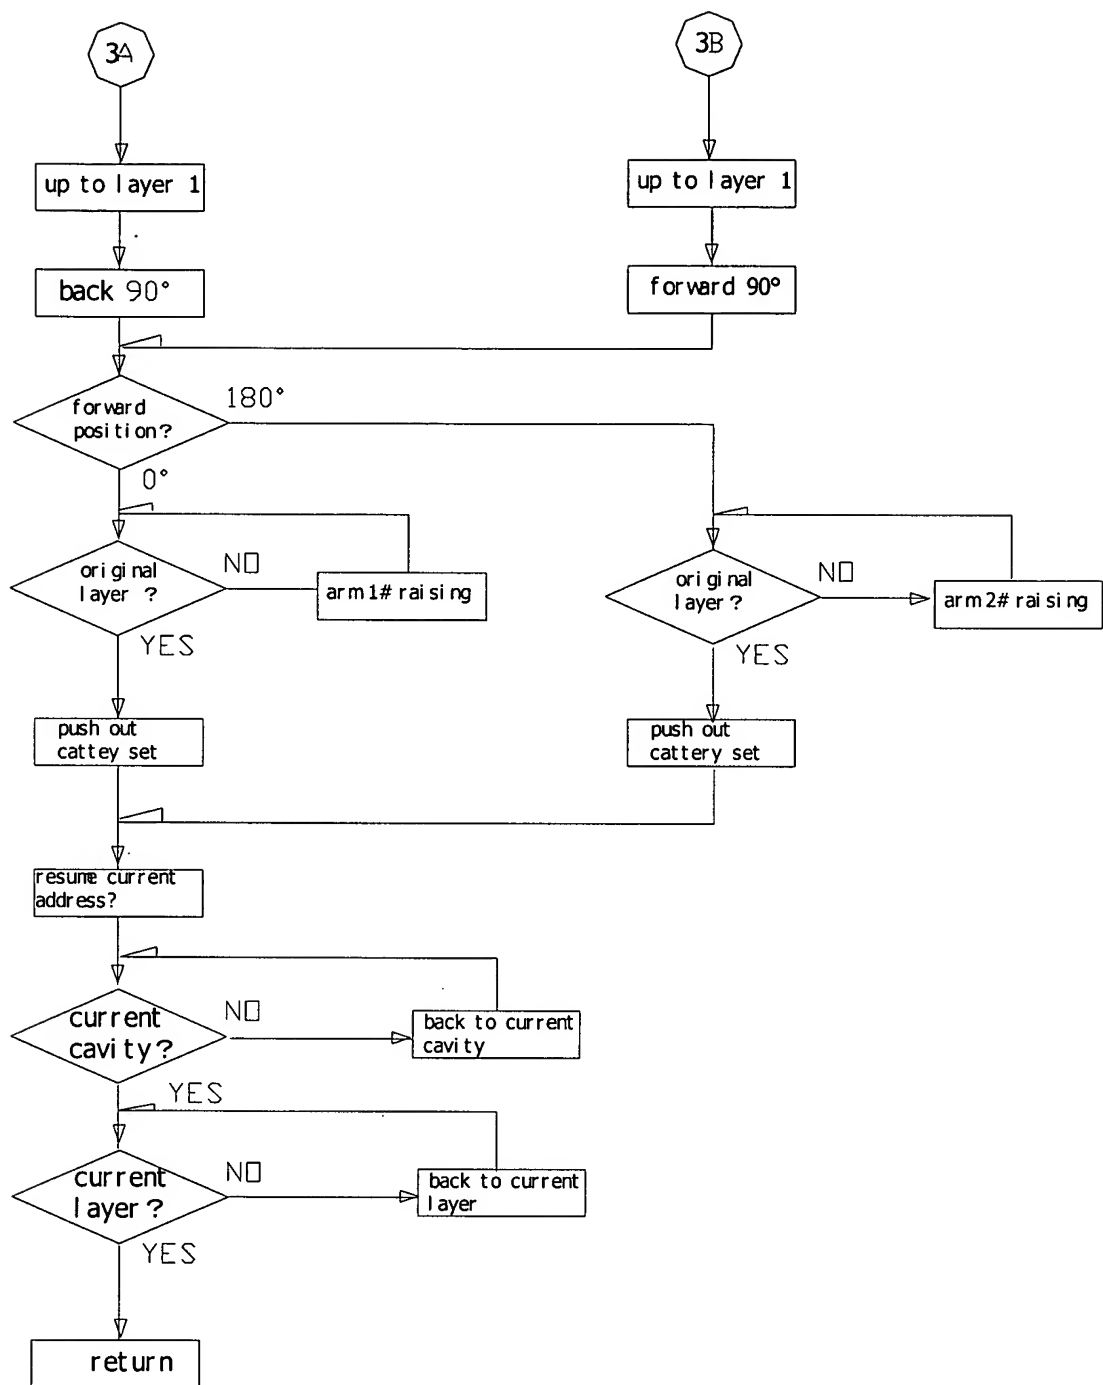 3A
3B
up to layer 1
up to layer 1
back 90°
forward 90°
forward
position?
180°
0°
original
layer ?
NO
arm1# raising
YES
original
layer?
NO
arm2# raising
YES
push out
cattey set
push out
cattery set
resume current
address?
current
cavity?
NO
back to current
cavity
YES
current
layer?
NO
back to current
layer
YES
return